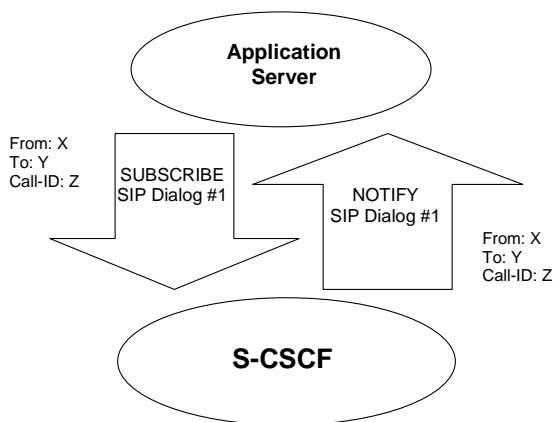 Application
Server
From: X
To: Y
Call-ID: Z
SUBSCRIBE
SIP Dialog #1
NOTIFY
SIP Dialog #1
From: X
To: Y
Call-ID: Z
S-CSCF